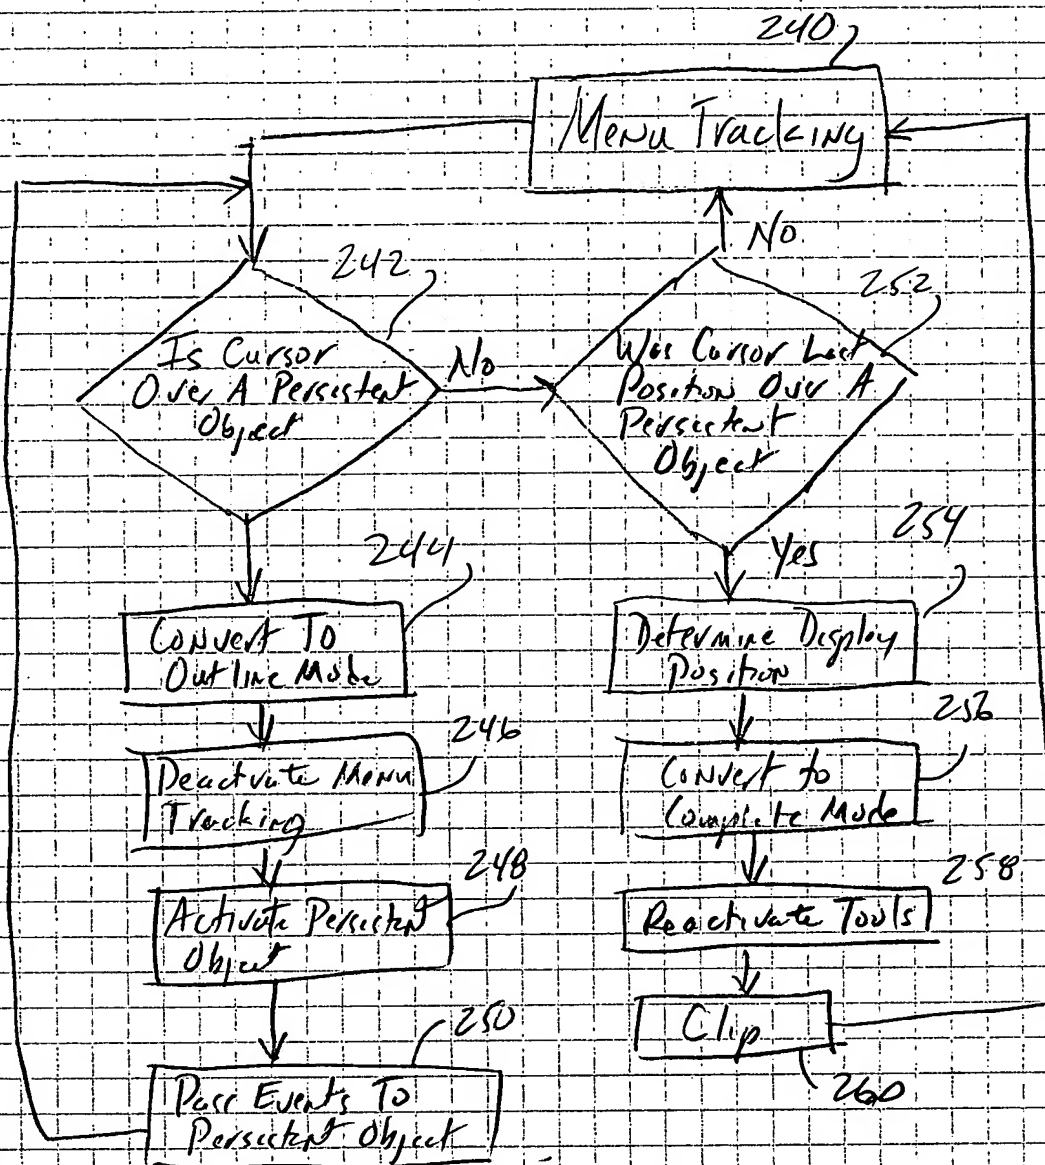 240
Menu Tracking
242
Is Cursor
Over A Persistent
Object
No
No
252
Was Cursor Last
Position Over A
Persistent
Object
244
Convert To
Outline Mode
Yes
254
Determine Display
Position
246
Deactivate Menu
Tracking
256
Convert to
Complete Mode
248
Activate Persistent
Object
258
Reactivate Tools
250
Pass Events To
Persistent Object
Clip
260